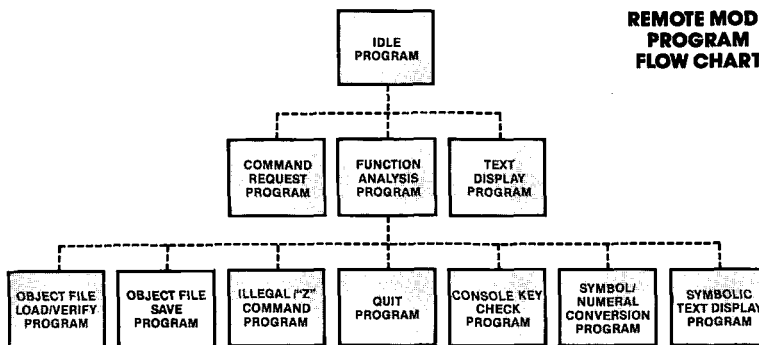 REMOTE MOD
PROGRAM
FLOW CHART
IDLE
PROGRAM
COMMAND
REQUEST
PROGRAM
FUNCTION
ANALYSIS
PROGRAM
TEXT
DISPLAY
PROGRAM
OBJECT FILE
LOAD/VERIFY
PROGRAM
OBJECT FILE
SAVE
PROGRAM
ILLEGAL /"Z"
COMMAND
PROGRAM
QUIT
PROGRAM
CONSOLE KEY
CHECK
PROGRAM
SYMBOL/
NUMERAL
CONVERSION
PROGRAM
SYMBOLIC
TEXT DISPLAY
PROGRAM